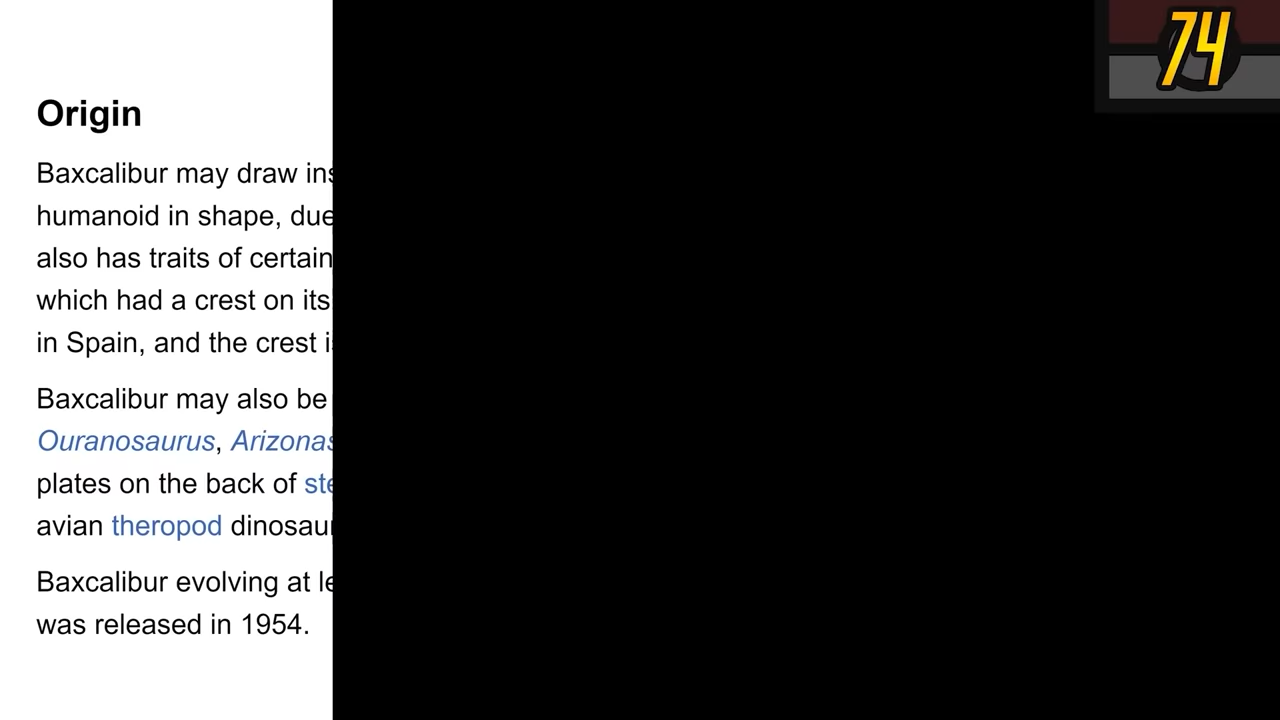 74
Origin
Baxcalibur may draw ins
humanoid in shape, due
also has traits of certain
which had a crest on its
in Spain, and the crest i
Baxcalibur may also be
Ouranosaurus, Arizonas
plates on the back of ste
avian theropod dinosau
Baxcalibur evolving at le
was released in 1954.